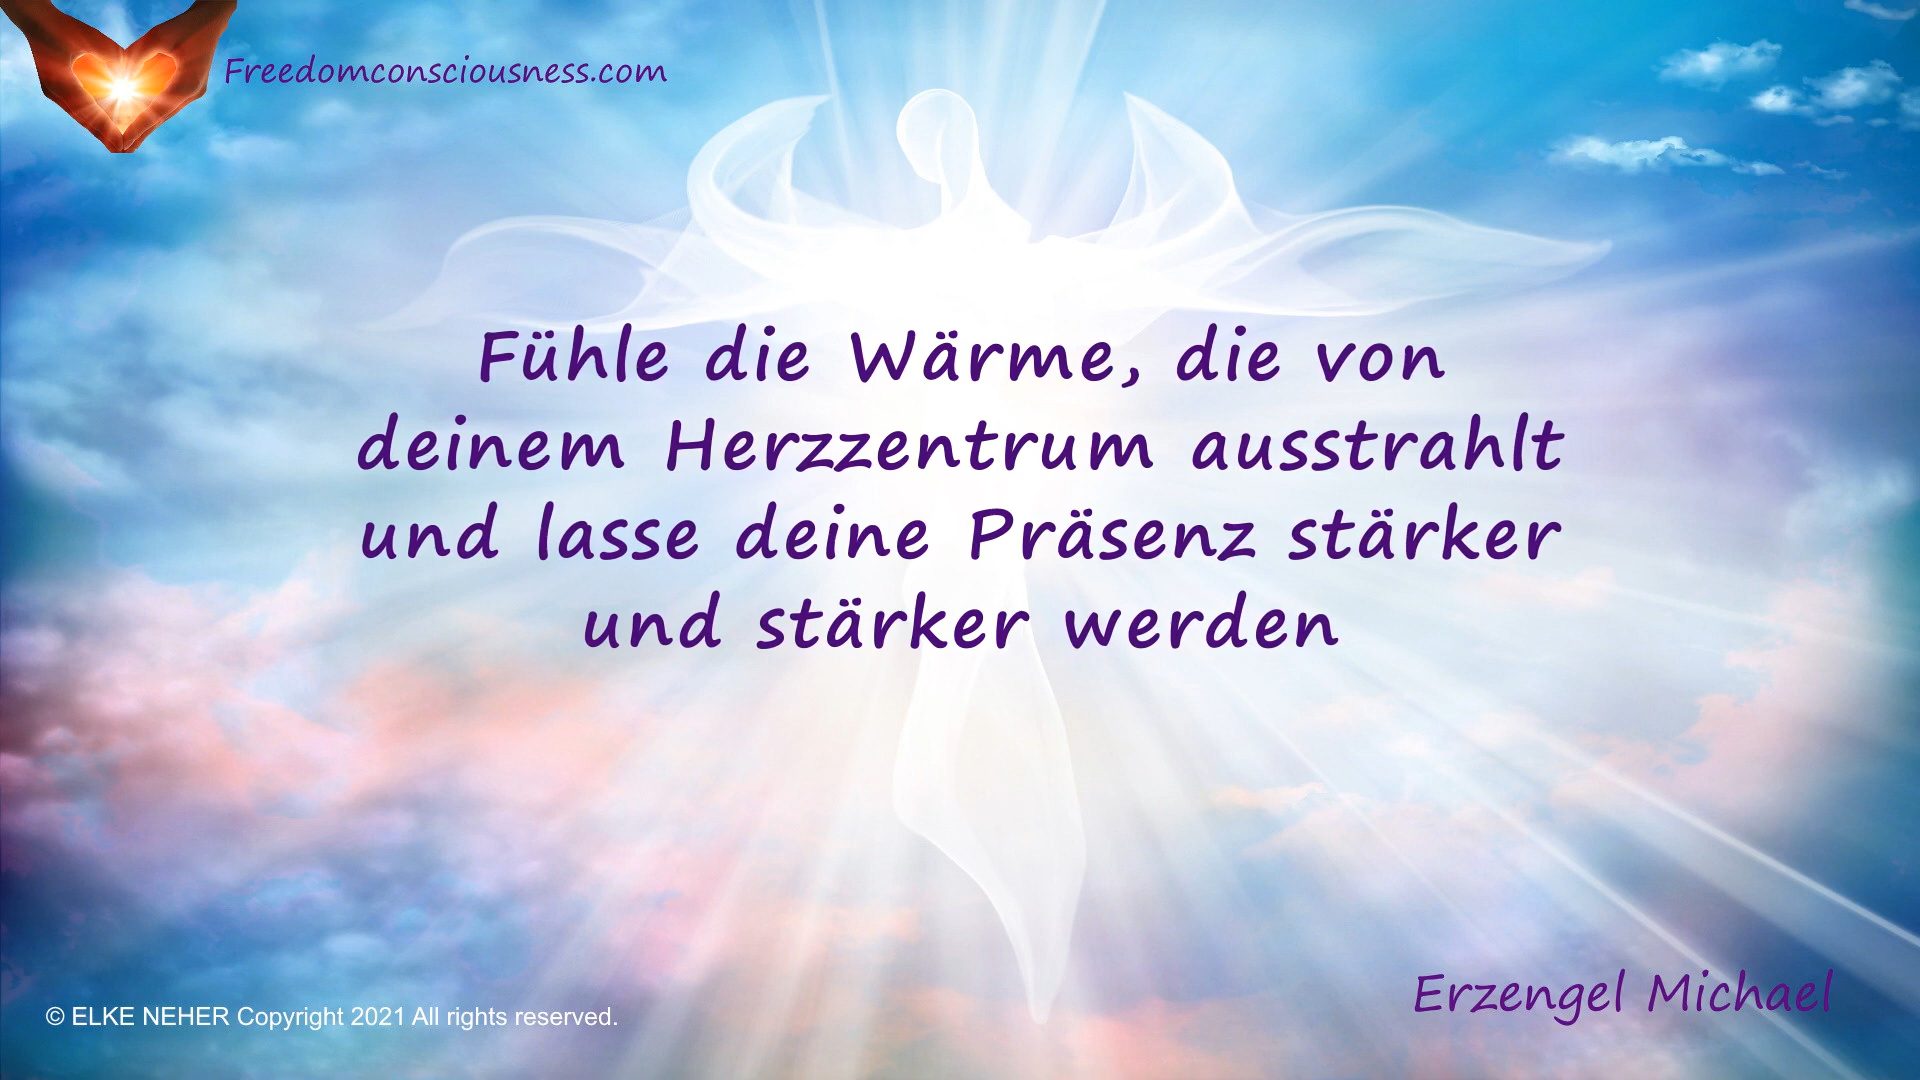 Freedomconsciousness.com
Fühle die Wärme, die von
deinem Herzzentrum ausstrahlt
und lasse deine Präsenz stärker
und stärker werden
Erzengel Michael
© ELKE NEHER Copyright 2021 All rights reserved.